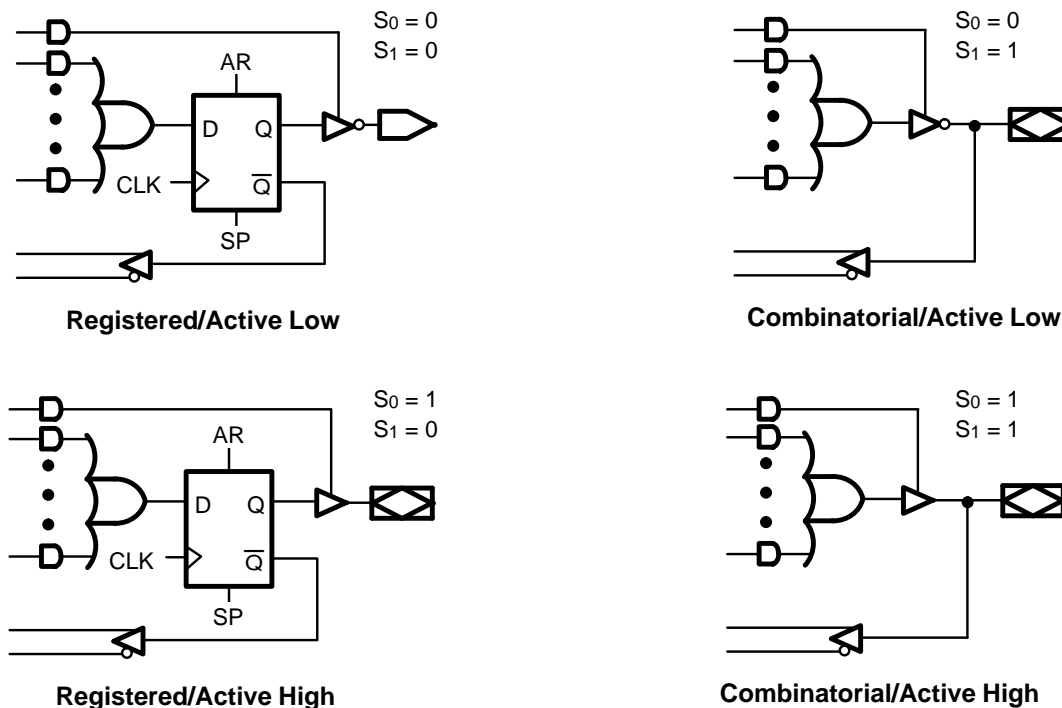 S0 = 0
S1 = 0
AR
D Q
CLK Q̅
SP
Registered/Active Low
S0 = 0
S1 = 1
Combinatorial/Active Low
S0 = 1
S1 = 0
AR
D Q
CLK Q̅
SP
Registered/Active High
S0 = 1
S1 = 1
Combinatorial/Active High